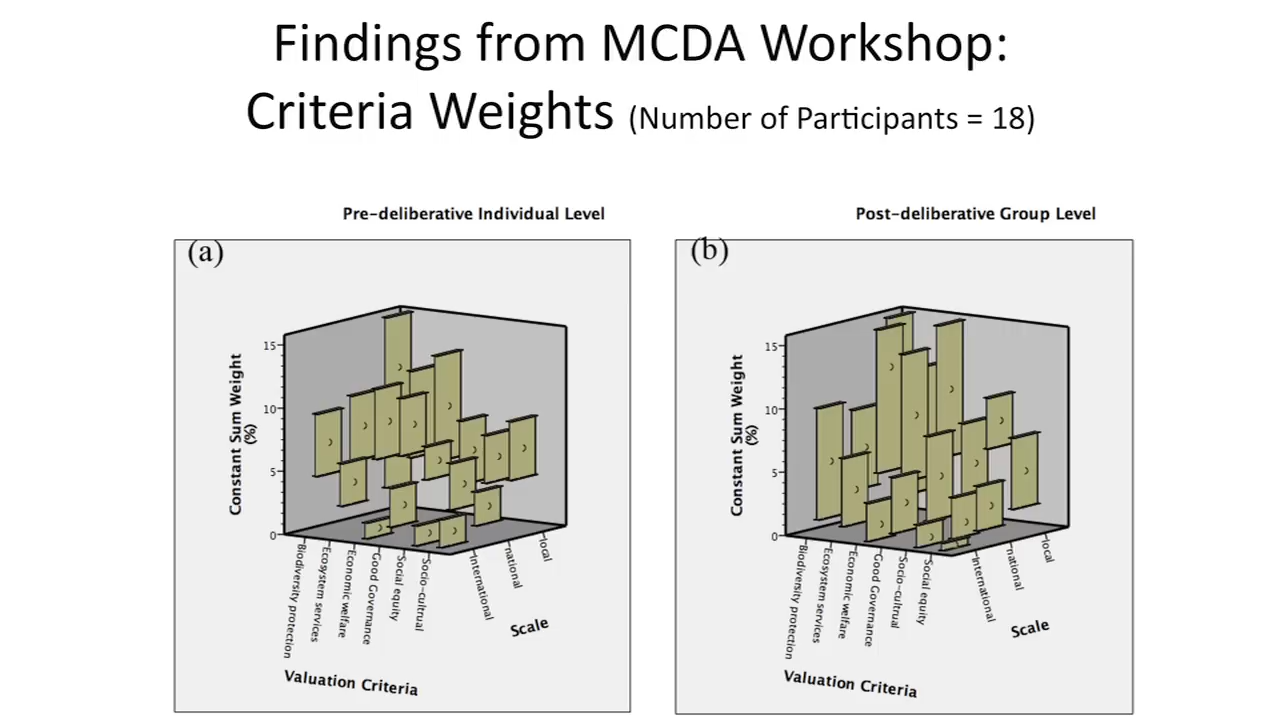 Findings from MCDA Workshop:
Criteria Weights (Number of Participants = 18)
Pre-deliberative Individual Level
(a)
15
10
5
0
Constant Sum Weight
(%)
Biodiversity protection
Ecosystem services
Economic welfare
Good Governance
Social equity
Socio-cultrual
International
national
local
Scale
Valuation Criteria
Post-deliberative Group Level
(b)
15
10
5
0
Constant Sum Weight
(%)
Biodiversity protection
Ecosystem services
Economic welfare
Good Governance
Socio-cultrual
Social equity
International
national
local
Scale
Valuation Criteria